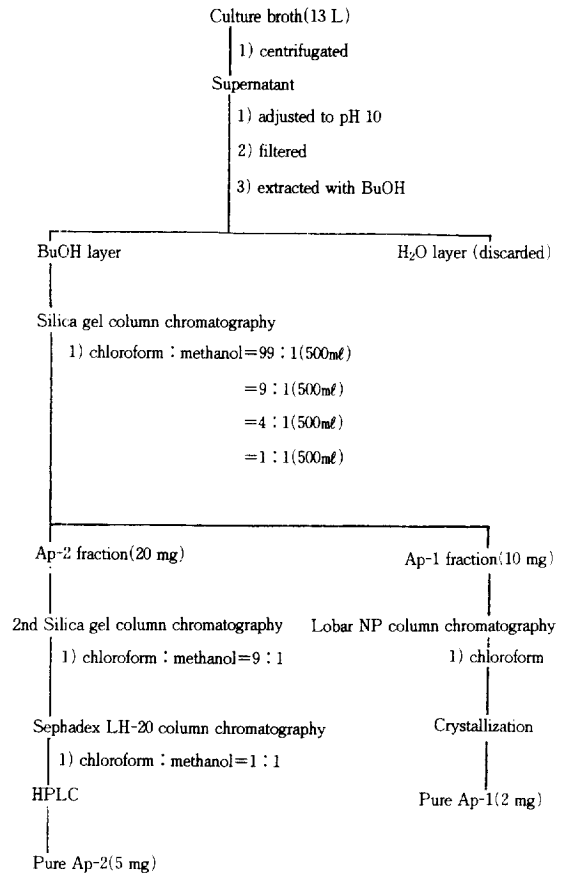 Culture broth(13 L)
1) centrifugated
Supernatant
1) adjusted to pH 10
2) filtered
3) extracted with BuOH
BuOH layer
H₂O layer (discarded)
Silica gel column chromatography
1) chloroform : methanol=99 : 1(500mℓ)
=9 : 1(500mℓ)
=4 : 1(500mℓ)
=1 : 1(500mℓ)
Ap-2 fraction(20 mg)
Ap-1 fraction(10 mg)
2nd Silica gel column chromatography
1) chloroform : methanol=9 : 1
Lobar NP column chromatography
1) chloroform
Sephadex LH-20 column chromatography
1) chloroform : methanol=1 : 1
Crystallization
HPLC
Pure Ap-1(2 mg)
Pure Ap-2(5 mg)